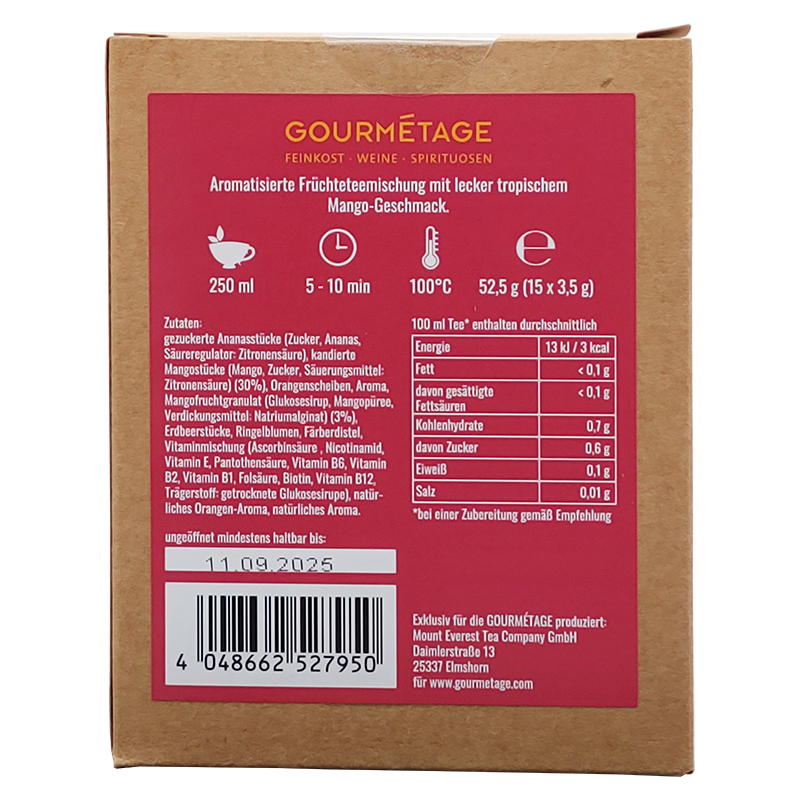 GOURMÉTAGE
FEINKOST · WEINE · SPIRITUOSEN
Aromatisierte Früchteteemischung mit lecker tropischem
Mango-Geschmack.
250 ml
5 - 10 min
100°C
52,5 g (15 x 3,5 g)
Zutaten:
gezuckerte Ananasstücke (Zucker, Ananas,
Säureregulator: Zitronensäure), kandierte
Mangostücke (Mango, Zucker, Säuerungsmittel:
Zitronensäure) (30%), Orangenscheiben, Aroma,
Mangofruchtgranulat (Glukosesirup, Mangopüree,
Verdickungsmittel: Natriumalginat) (3%),
Erdbeerstücke, Ringelblumen, Färberdistel,
Vitaminmischung (Ascorbinsäure , Nicotinamid,
Vitamin E, Pantothensäure, Vitamin B6, Vitamin
B2, Vitamin B1, Folsäure, Biotin, Vitamin B12,
Trägerstoff: getrocknete Glukosesirupe), natür-
liches Orangen-Aroma, natürliches Aroma.
ungeöffnet mindestens haltbar bis:
11.09.2025
4 048662 527950
100 ml Tee* enthalten durchschnittlich
Energie 13 kJ / 3 kcal
Fett < 0,1 g
davon gesättigte < 0,1 g
Fettsäuren
Kohlenhydrate 0,7 g
davon Zucker 0,6 g
Eiweiß 0,1 g
Salz 0,01 g
*bei einer Zubereitung gemäß Empfehlung
Exklusiv für die GOURMÉTAGE produziert:
Mount Everest Tea Company GmbH
Daimlerstraße 13
25337 Elmshorn
für www.gourmetage.com